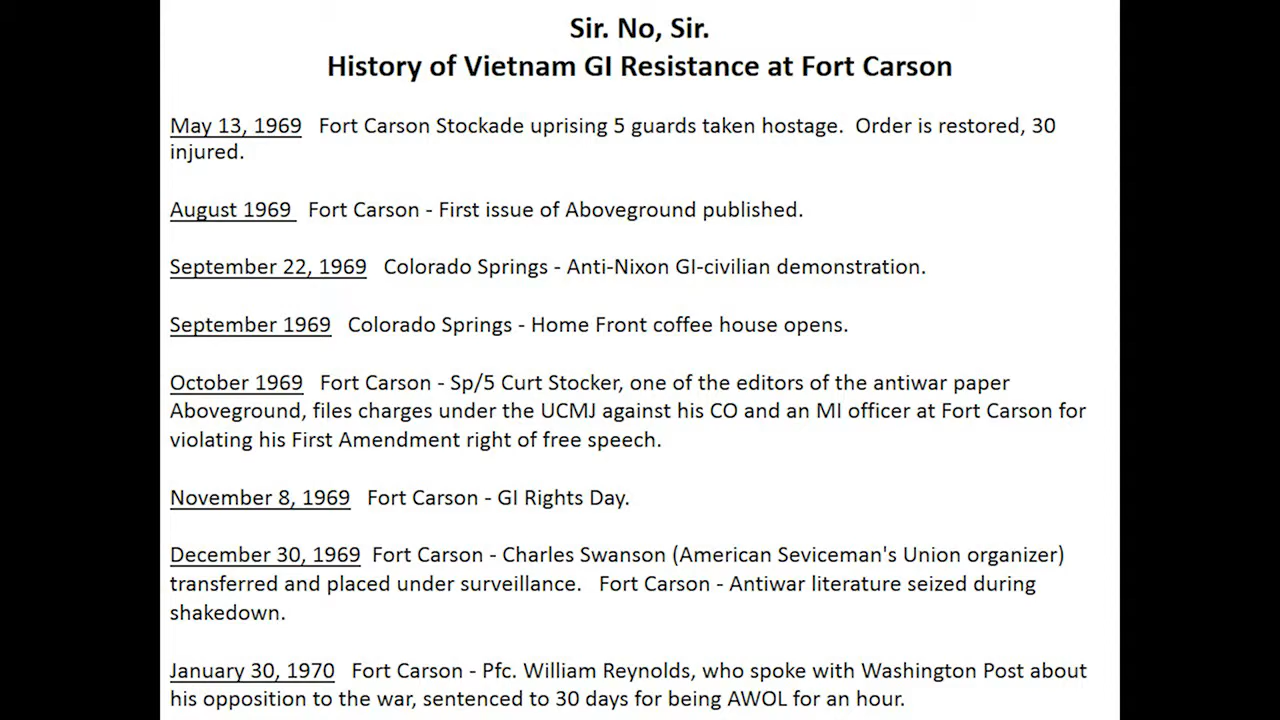 Sir. No, Sir.
History of Vietnam GI Resistance at Fort Carson
May 13, 1969 Fort Carson Stockade uprising 5 guards taken hostage. Order is restored, 30
injured.
August 1969 Fort Carson - First issue of Aboveground published.
September 22, 1969 Colorado Springs - Anti-Nixon GI-civilian demonstration.
September 1969 Colorado Springs - Home Front coffee house opens.
October 1969 Fort Carson - Sp/5 Curt Stocker, one of the editors of the antiwar paper
Aboveground, files charges under the UCMJ against his CO and an MI officer at Fort Carson for
violating his First Amendment right of free speech.
November 8, 1969 Fort Carson - GI Rights Day.
December 30, 1969 Fort Carson - Charles Swanson (American Seviceman's Union organizer)
transferred and placed under surveillance. Fort Carson - Antiwar literature seized during
shakedown.
January 30, 1970 Fort Carson - Pfc. William Reynolds, who spoke with Washington Post about
his opposition to the war, sentenced to 30 days for being AWOL for an hour.